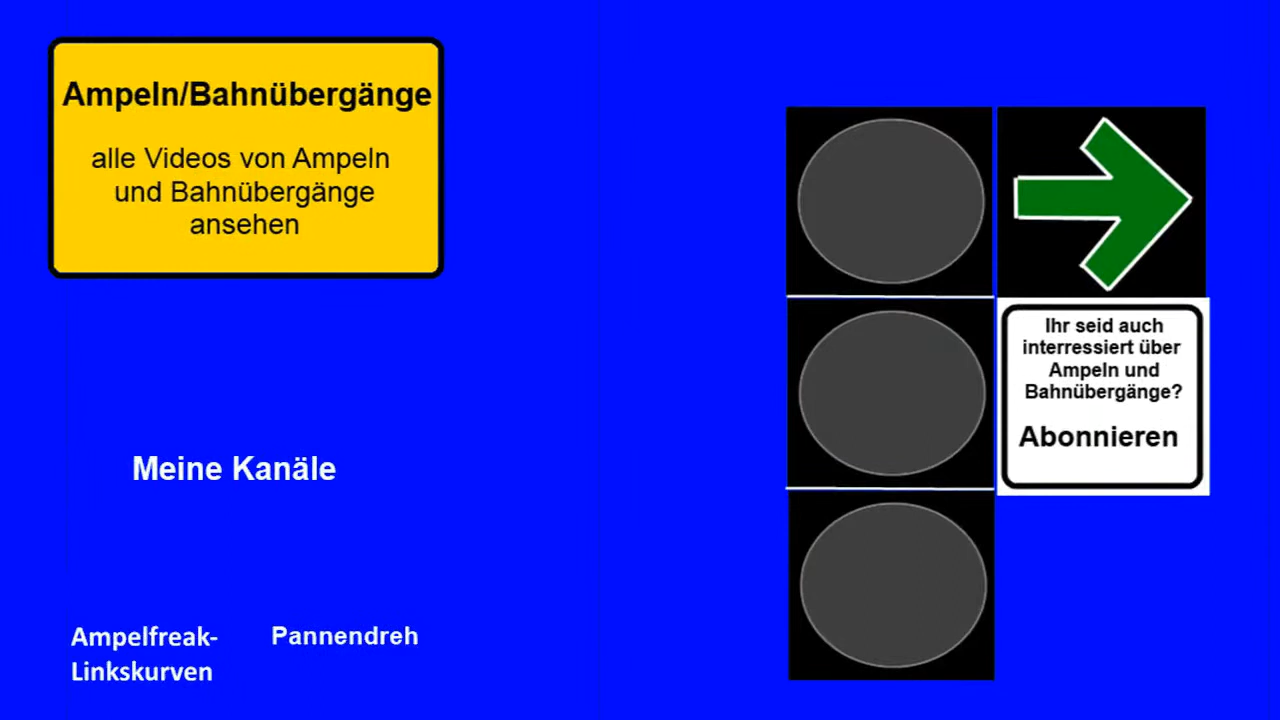 Ampeln/Bahnübergänge
alle Videos von Ampeln
und Bahnübergänge
ansehen
Ihr seid auch
interressiert über
Ampeln und
Bahnübergänge?
Abonnieren
Meine Kanäle
Ampelfreak-
Linkskurven
Pannendreh